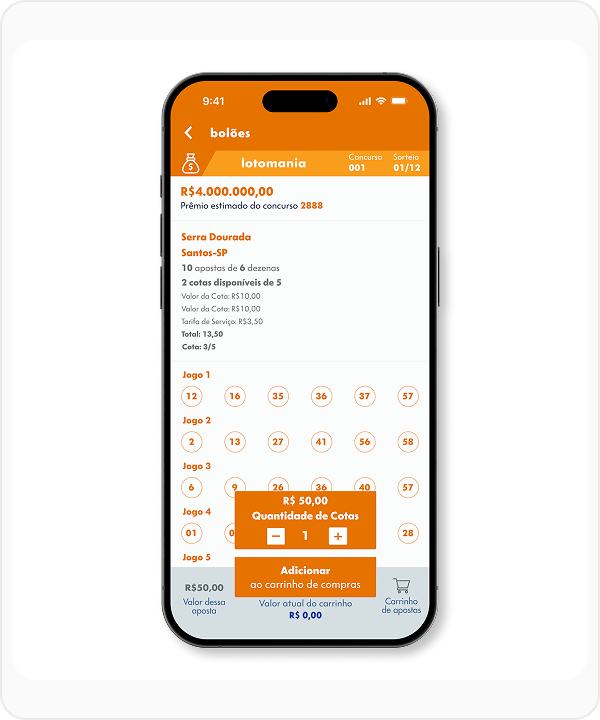 9:41
bolões
lotomania
Concurso
001
Sorteio
01/12
$
R$4.000.000,00
Prêmio estimado do concurso 2888
Serra Dourada
Santos-SP
10 apostas de 6 dezenas
2 cotas disponíveis de 5
Valor da Cota: R$10,00
Valor da Cota: R$10,00
Tarifa de Serviço: R$3,50
Total: 13,50
Cota: 3/5
Jogo 1
12 16 35 36 37 57
Jogo 2
2 13 27 41 56 58
Jogo 3
6 9 26 36 40 57
Jogo 4
01 28
R$ 50,00
Quantidade de Cotas
− 1 +
Jogo 5
Adicionar
ao carrinho de compras
R$50,00
Valor dessa
aposta
Valor atual do carrinho
R$ 0,00
Carrinho
de apostas